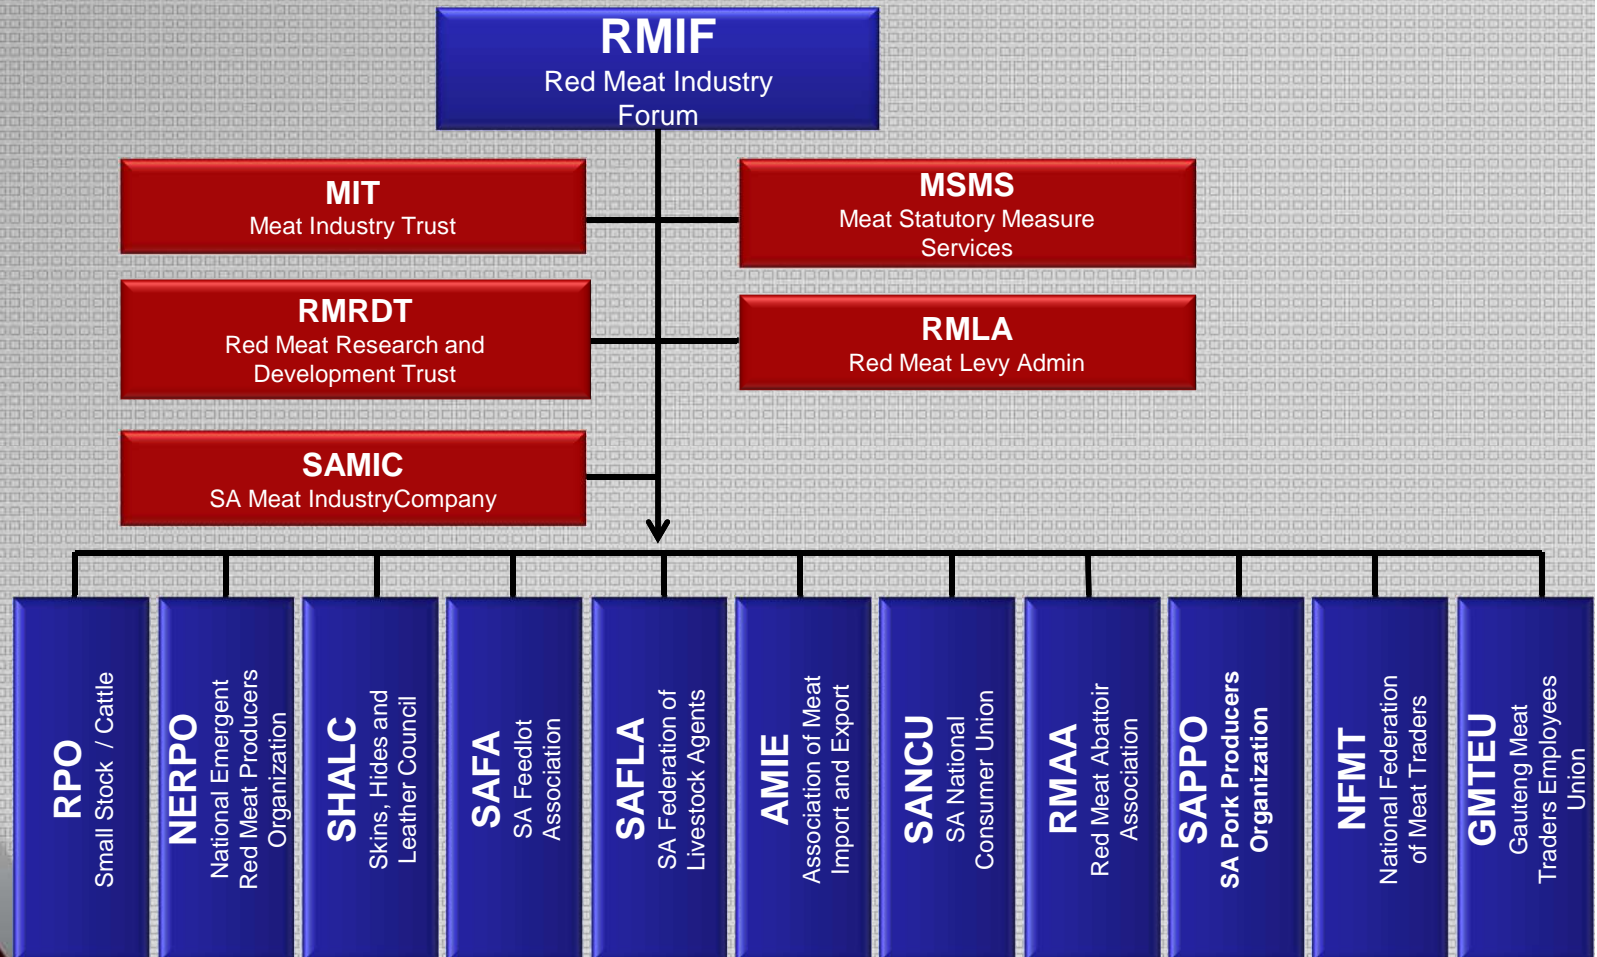 RMIF
Red Meat Industry
Forum
MIT
Meat Industry Trust
MSMS
Meat Statutory Measure
Services
RMRDT
Red Meat Research and
Development Trust
RMLA
Red Meat Levy Admin
SAMIC
SA Meat IndustryCompany
RPO
Small Stock / Cattle
NERPO
National Emergent
Red Meat Producers
Organization
SHALC
Skins, Hides and
Leather Council
SAFA
SA Feedlot
Association
SAFLA
SA Federation of
Livestock Agents
AMIE
Association of Meat
Import and Export
SANCU
SA National
Consumer Union
RMAA
Red Meat Abattoir
Association
SAPPO
SA Pork Producers
Organization
NFMT
National Federation
of Meat Traders
GMTEU
Gauteng Meat
Traders Employees
Union